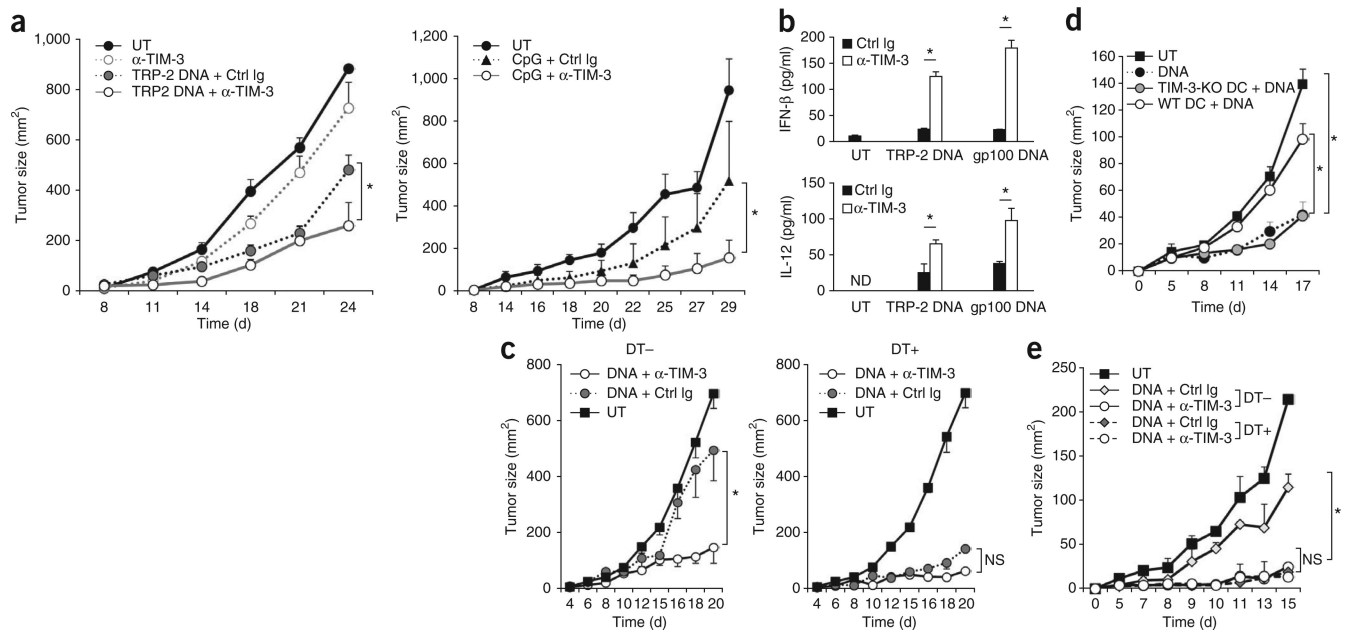 a
1,000
800
600
400
200
0
Tumor size (mm²)
UT
α-TIM-3
TRP-2 DNA + Ctrl Ig
TRP2 DNA + α-TIM-3
*
8 11 14 18 21 24
Time (d)
1,200
1,000
800
600
400
200
0
Tumor size (mm²)
UT
CpG + Ctrl Ig
CpG + α-TIM-3
*
8 14 16 18 20 22 25 27 29
Time (d)
b
200
150
100
50
0
IFN-β (pg/ml)
Ctrl Ig
α-TIM-3
*
*
UT TRP-2 DNA gp100 DNA
150
100
50
0
IL-12 (pg/ml)
Ctrl Ig
α-TIM-3
*
*
ND
UT TRP-2 DNA gp100 DNA
d
160
140
120
100
80
60
40
20
0
Tumor size (mm²)
UT
DNA
TIM-3-KO DC + DNA
WT DC + DNA
*
*
0 5 8 11 14 17
Time (d)
c
DT−
800
600
400
200
0
Tumor size (mm²)
DNA + α-TIM-3
DNA + Ctrl Ig
UT
*
4 6 8 10 12 15 16 18 20
Time (d)
DT+
800
600
400
200
0
Tumor size (mm²)
DNA + α-TIM-3
DNA + Ctrl Ig
UT
NS
4 6 8 10 12 15 16 18 20
Time (d)
e
250
200
150
100
50
0
Tumor size (mm²)
UT
DNA + Ctrl Ig
DNA + α-TIM-3
DT−
DNA + Ctrl Ig
DNA + α-TIM-3
DT+
*
NS
0 5 7 8 9 10 11 13 15
Time (d)